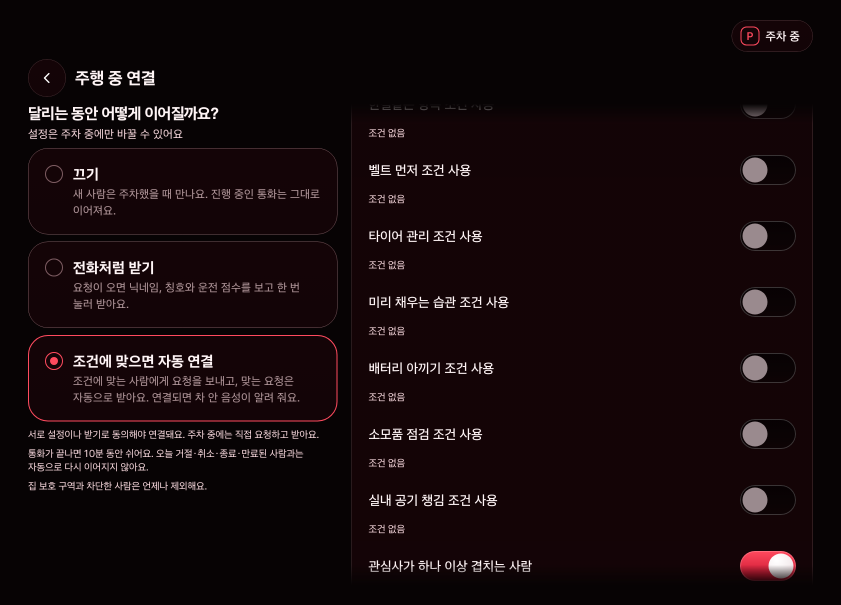 P 주차 중
주행 중 연결
달리는 동안 어떻게 이어질까요?
설정은 주차 중에만 바꿀 수 있어요
끄기
새 사람은 주차했을 때 만나요. 진행 중인 통화는 그대로
이어져요.
전화처럼 받기
요청이 오면 닉네임, 칭호와 운전 점수를 보고 한 번
눌러 받아요.
조건에 맞으면 자동 연결
조건에 맞는 사람에게 요청을 보내고, 맞는 요청은
자동으로 받아요. 연결되면 차 안 음성이 알려 줘요.
서로 설정이나 받기로 동의해야 연결돼요. 주차 중에는 직접 요청하고 받아요.
통화가 끝나면 10분 동안 쉬어요. 오늘 거절·취소·종료·만료된 사람과는
자동으로 다시 이어지지 않아요.
집 보호 구역과 차단한 사람은 언제나 제외해요.
조건 사용
조건 없음
벨트 먼저 조건 사용
조건 없음
타이어 관리 조건 사용
조건 없음
미리 채우는 습관 조건 사용
조건 없음
배터리 아끼기 조건 사용
조건 없음
소모품 점검 조건 사용
조건 없음
실내 공기 챙김 조건 사용
조건 없음
관심사가 하나 이상 겹치는 사람